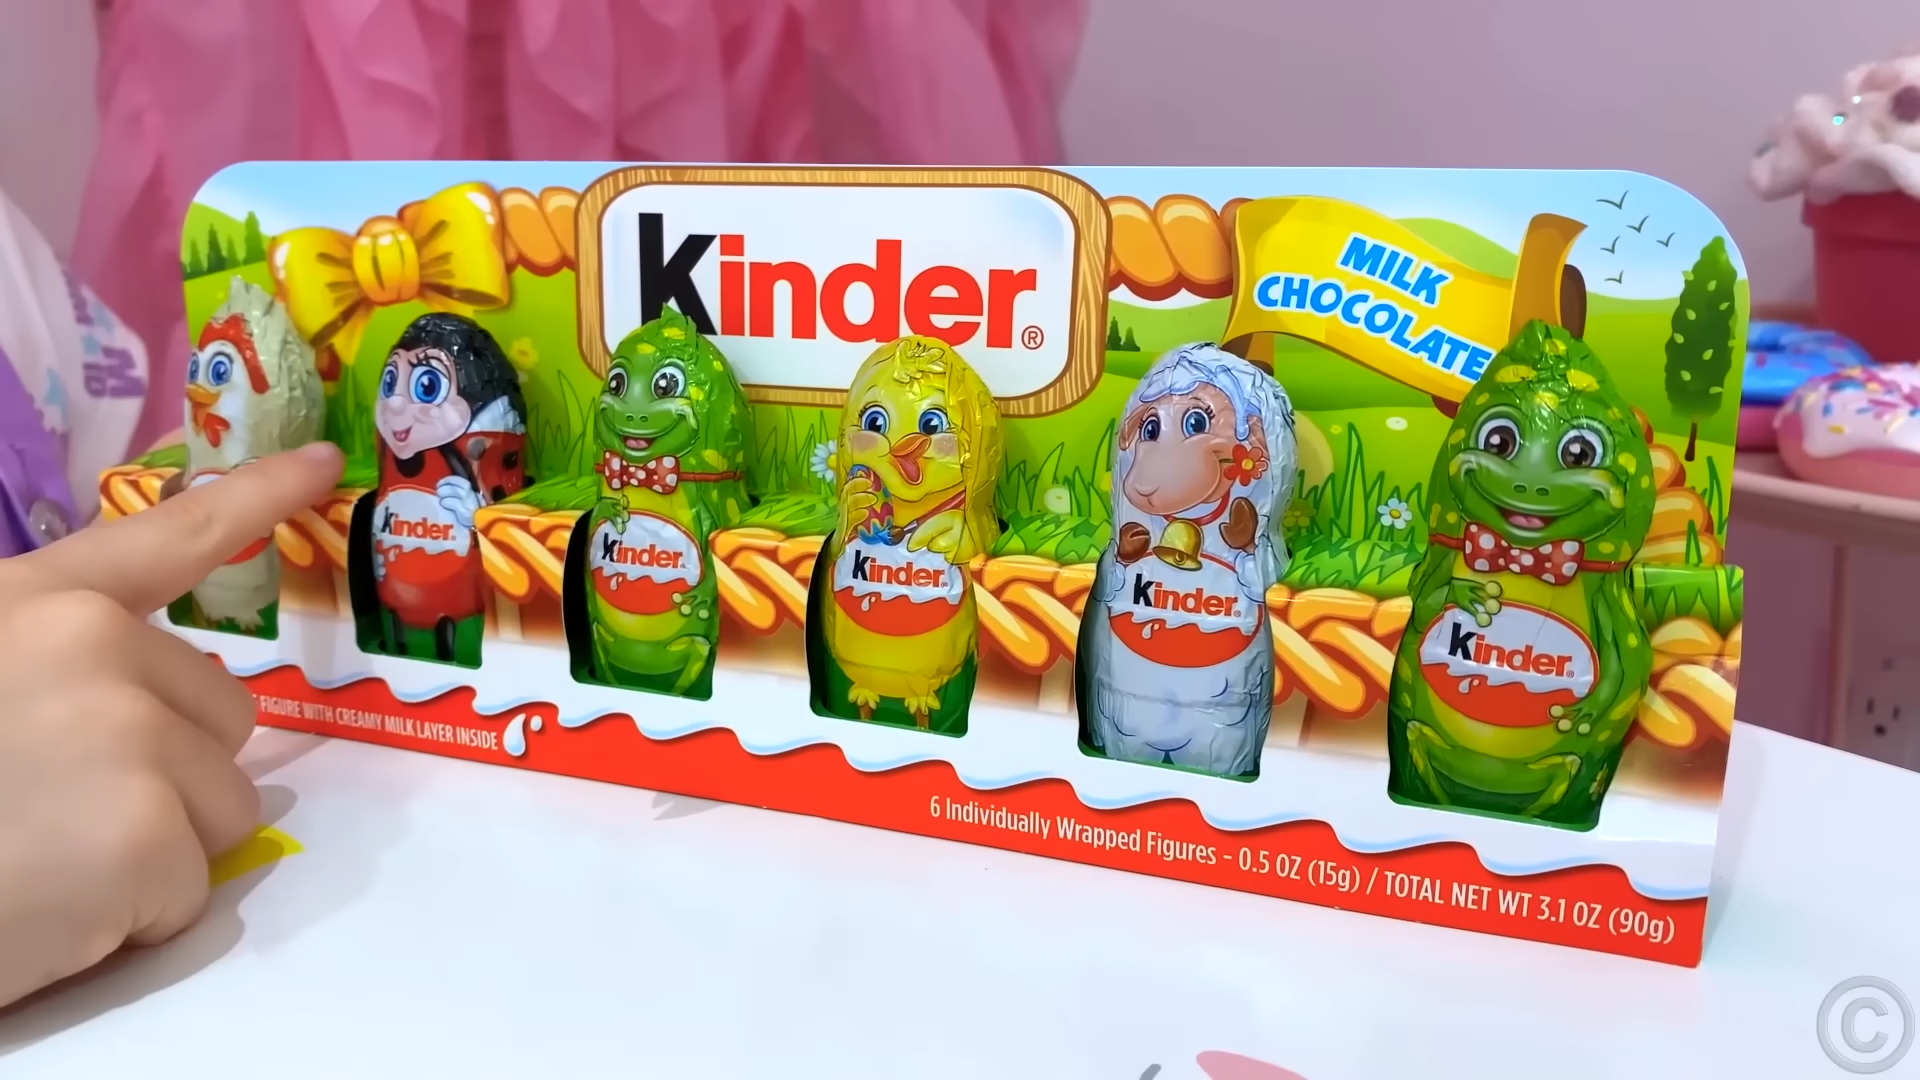 Kinder®
MILK
CHOCOLATE
kinder
kinder
kinder
kinder
kinder
FIGURE WITH CREAMY MILK LAYER INSIDE
6 Individually Wrapped Figures - 0.5 OZ (15g) / TOTAL NET WT 3.1 OZ (90g)
©